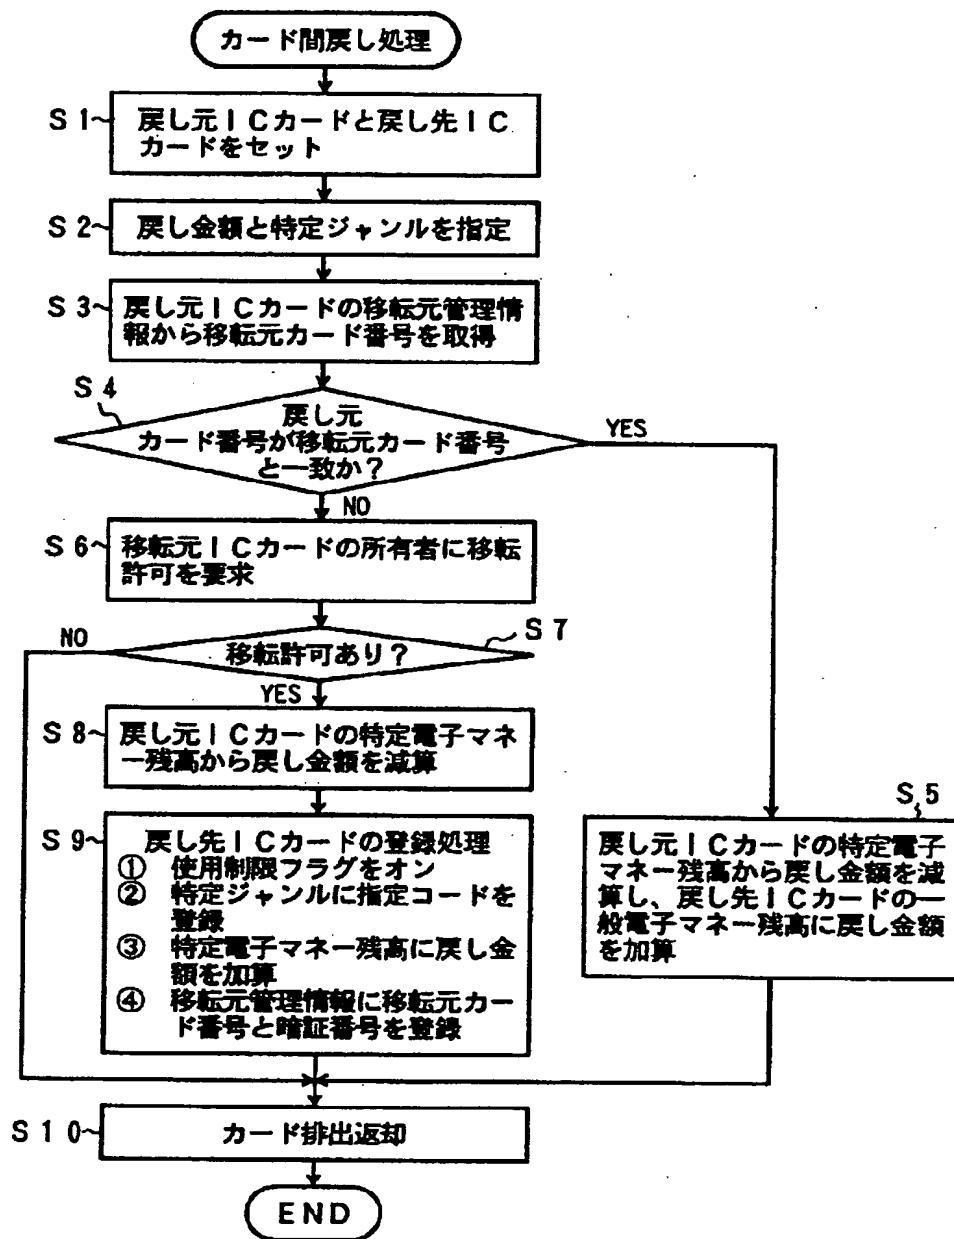 カード間戻し処理
S1
戻し元ICカードと戻し先IC
カードをセット
S2
戻し金額と特定ジャンルを指定
S3
戻し元ICカードの移転元管理情
報から移転元カード番号を取得
S4
戻し元
カード番号が移転元カード番号
と一致か?
YES
NO
S6
移転元ICカードの所有者に移転
許可を要求
S7
移転許可あり?
NO
YES
S8
戻し元ICカードの特定電子マネ
ー残高から戻し金額を減算
S5
戻し元ICカードの特定電子
マネー残高から戻し金額を減
算し、戻し先ICカードの一
般電子マネー残高に戻し金額
を加算
S9
戻し先ICカードの登録処理
① 使用制限フラグをオン
② 特定ジャンルに指定コードを
登録
③ 特定電子マネー残高に戻し金
額を加算
④ 移転元管理情報に移転元カー
ド番号と暗証番号を登録
S10
カード排出返却
END